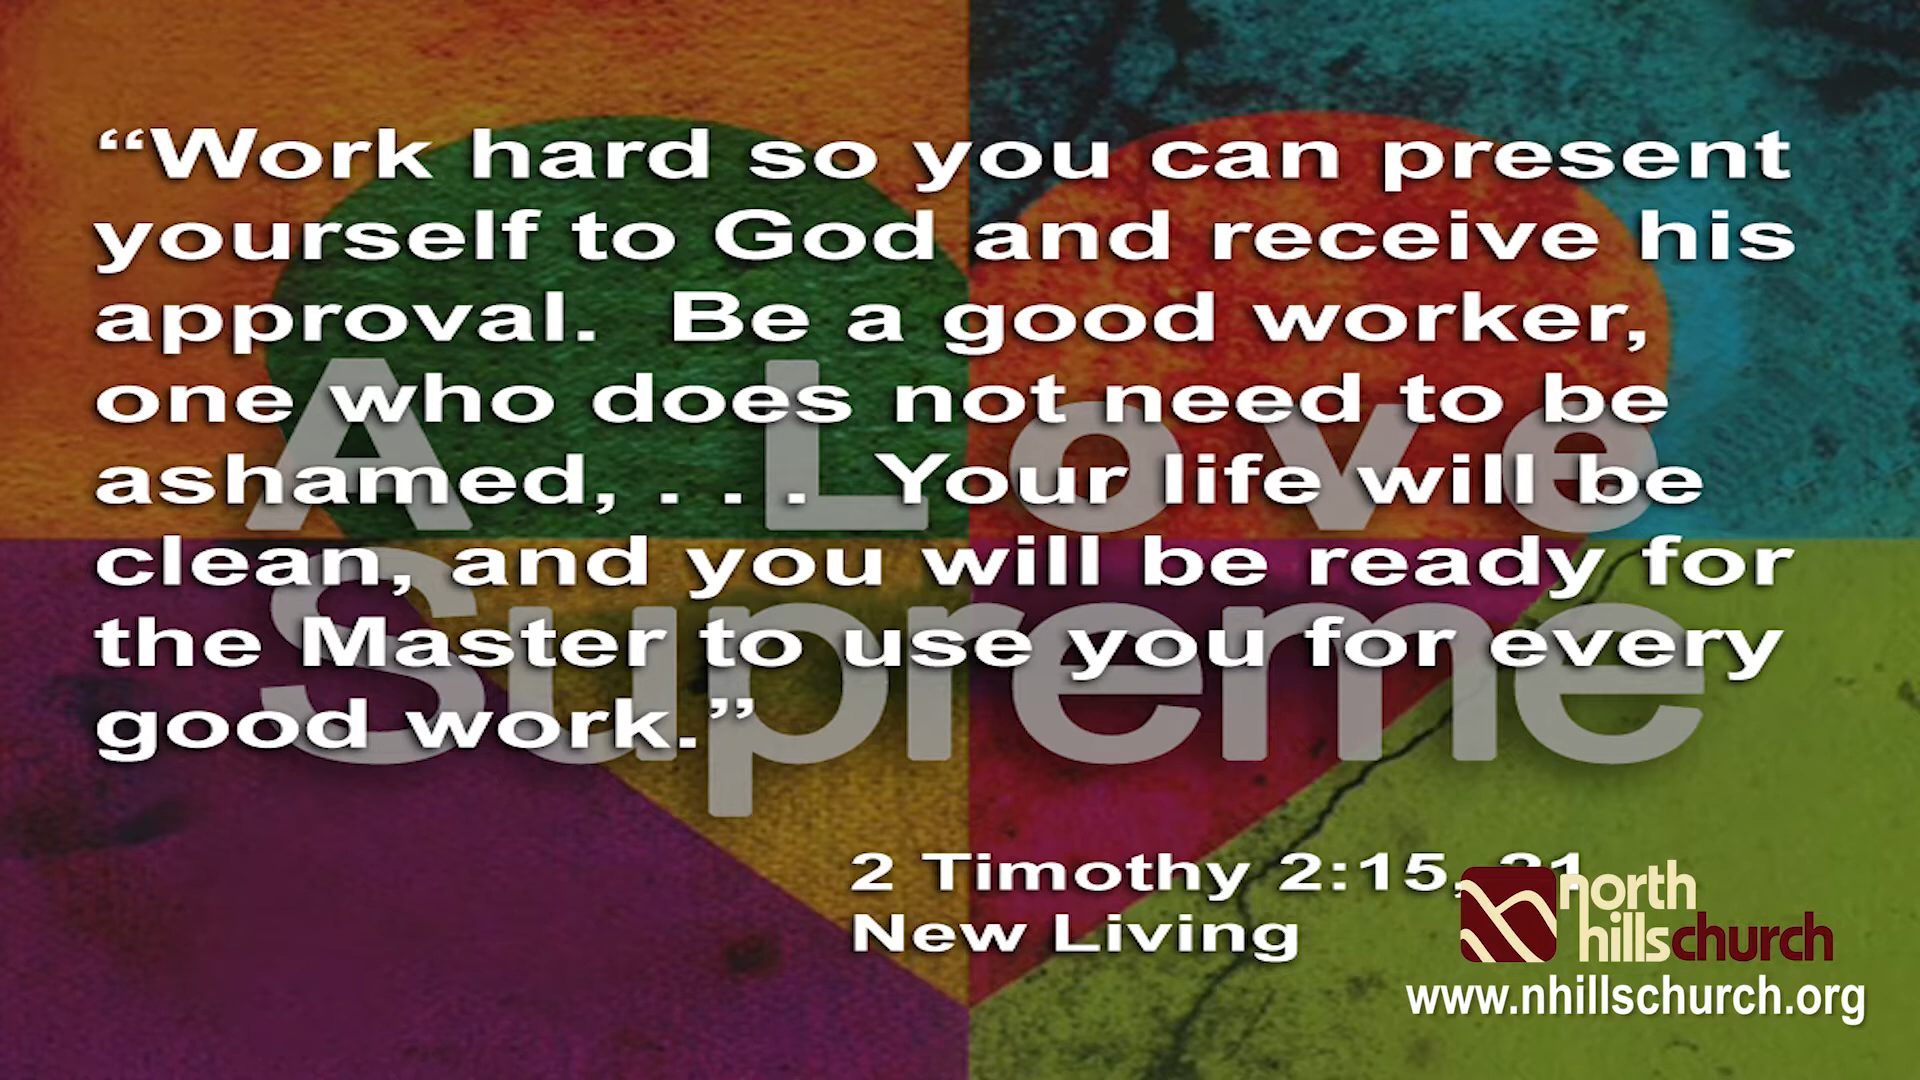 “Work hard so you can present
yourself to God and receive his
approval.  Be a good worker,
one who does not need to be
ashamed, . . .  Your life will be
clean, and you will be ready for
the Master to use you for every
good work.”
A Love
Supreme
2 Timothy 2:15, 21
New Living
north
hillschurch
www.nhillschurch.org